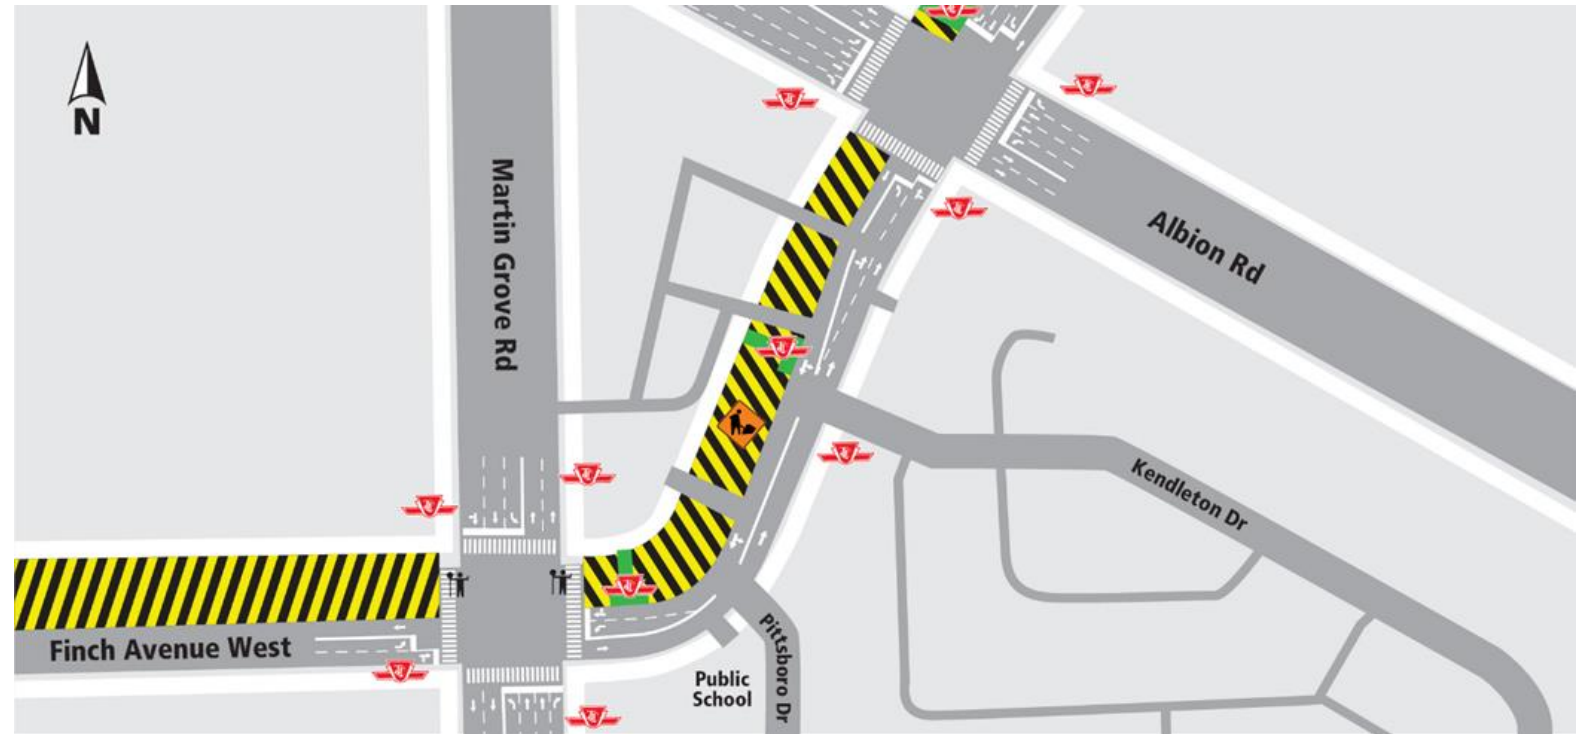 N
Martin Grove Rd
Albion Rd
Kendleton Dr
Finch Avenue West
Public
School
Pittsboro Dr